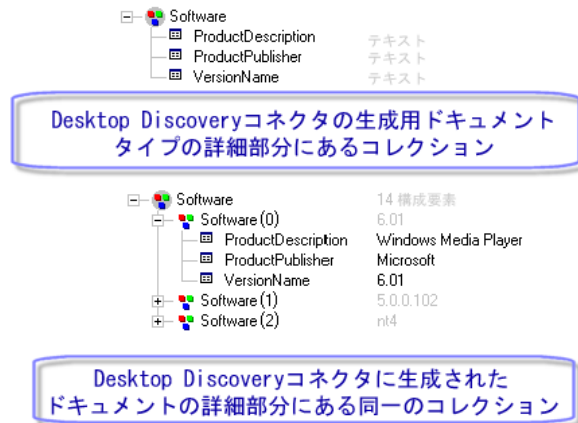 Software
ProductDescription テキスト
ProductPublisher テキスト
VersionName テキスト
Desktop Discoveryコネクタの生成用ドキュメント
タイプの詳細部分にあるコレクション
Software 14 構成要素
Software (0) 6.01
ProductDescription Windows Media Player
ProductPublisher Microsoft
VersionName 6.01
Software (1) 5.0.0.102
Software (2) nt4
Desktop Discoveryコネクタに生成された
ドキュメントの詳細部分にある同一のコレクション